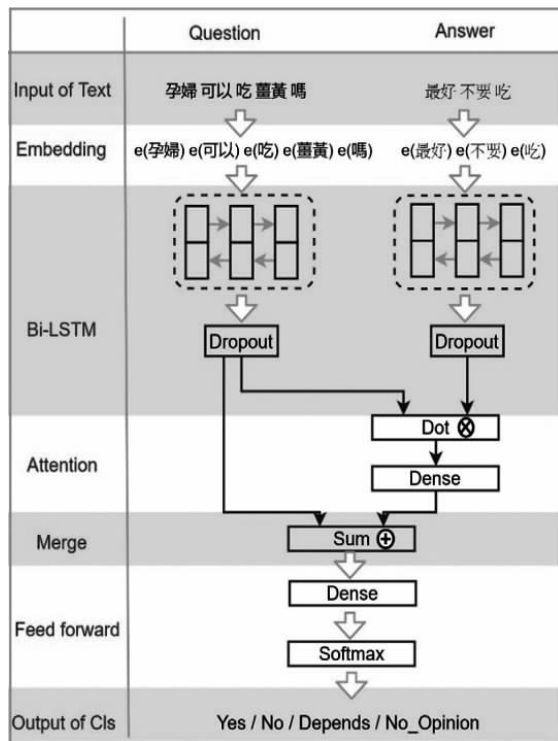 Question Answer
Input of Text 孕婦 可以 吃 薑黃 嗎 最好 不要 吃
Embedding e(孕婦) e(可以) e(吃) e(薑黃) e(嗎) e(最好) e(不要) e(吃)
Bi-LSTM Dropout Dropout
Dot
Attention
Dense
Merge Sum
Dense
Feed forward
Softmax
Output of Cls Yes / No / Depends / No_Opinion